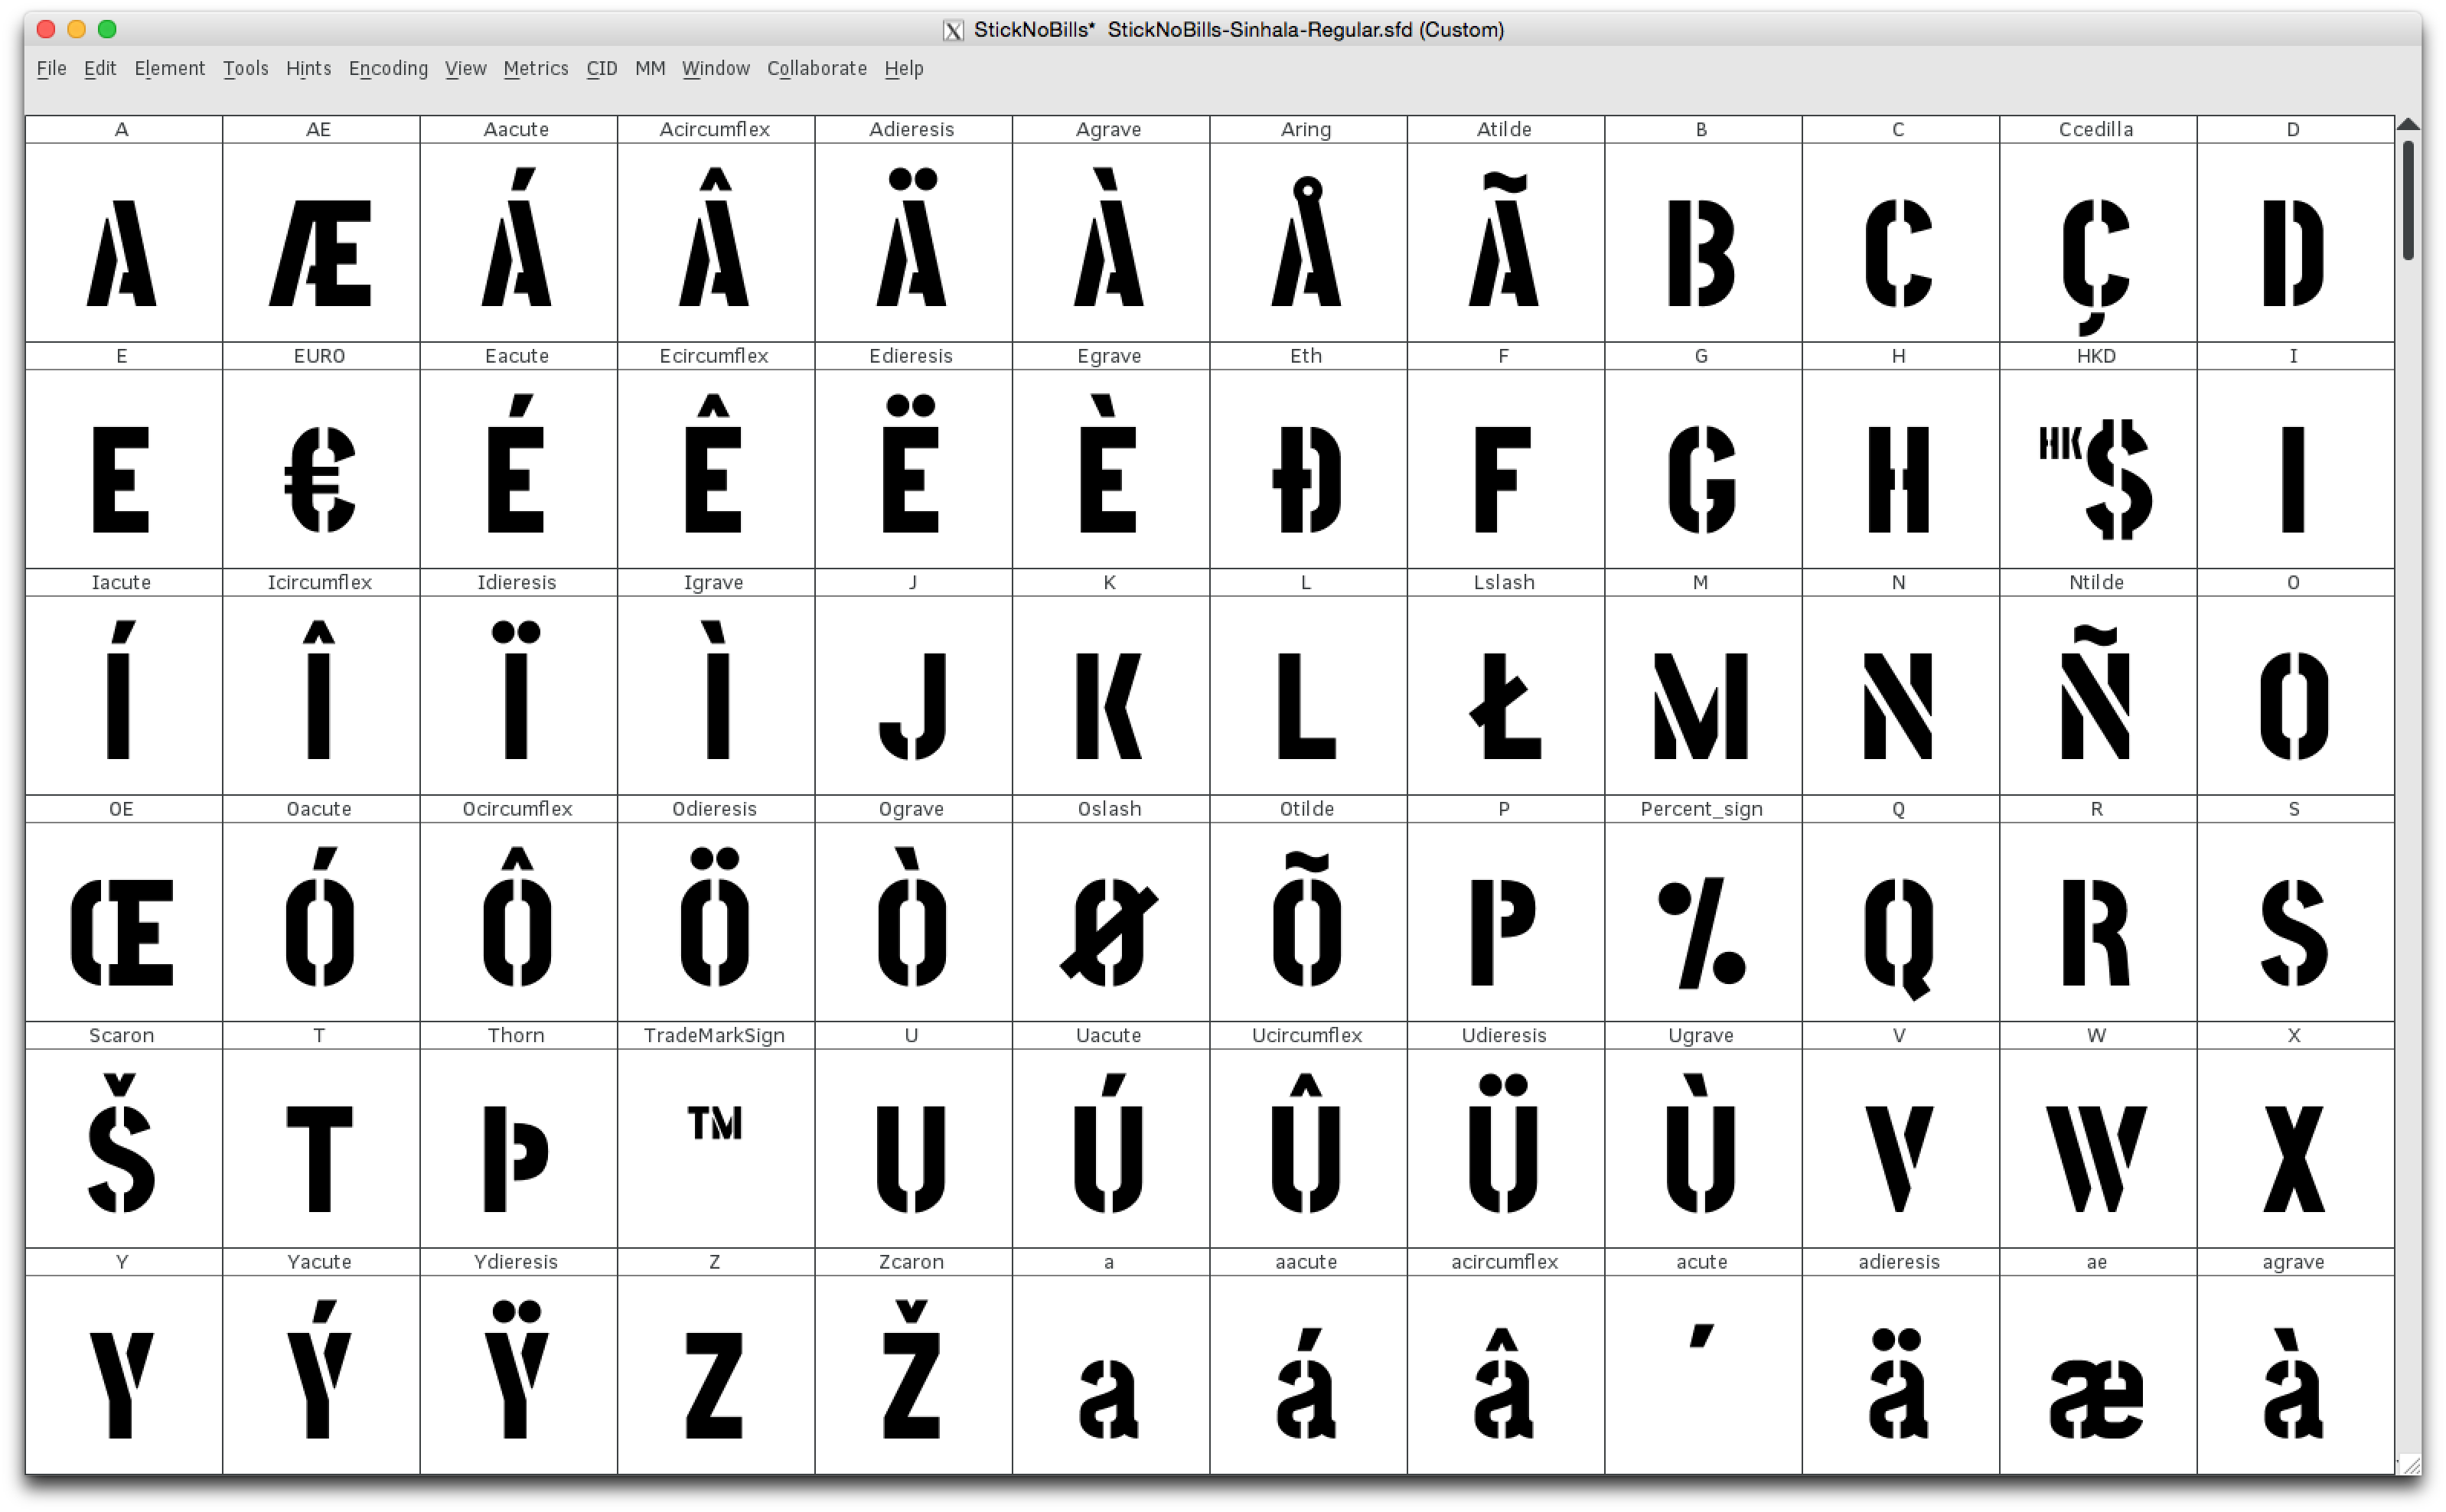 StickNoBills* StickNoBills-Sinhala-Regular.sfd (Custom)
File Edit Element Tools Hints Encoding View Metrics CID MM Window Collaborate Help
A AE Aacute Acircumflex Adieresis Agrave Aring Atilde B C Ccedilla D
A Æ Á Â Ä À Å Ã B C Ç D
E EURO Eacute Ecircumflex Edieresis Egrave Eth F G H HKD I
E € É Ê Ë È Ð F G H HK$ I
Iacute Icircumflex Idieresis Igrave J K L Lslash M N Ntilde O
Í Î Ï Ì J K L Ł M N Ñ O
OE Oacute Ocircumflex Odieresis Ograve Oslash Otilde P Percent_sign Q R S
Œ Ó Ô Ö Ò Ø Õ P % Q R S
Scaron T Thorn TradeMarkSign U Uacute Ucircumflex Udieresis Ugrave V W X
Š T Þ ™ U Ú Û Ü Ù V W X
Y Yacute Ydieresis Z Zcaron a aacute acircumflex acute adieresis ae agrave
Y Ý Ÿ Z Ž a á â ´ ä æ à